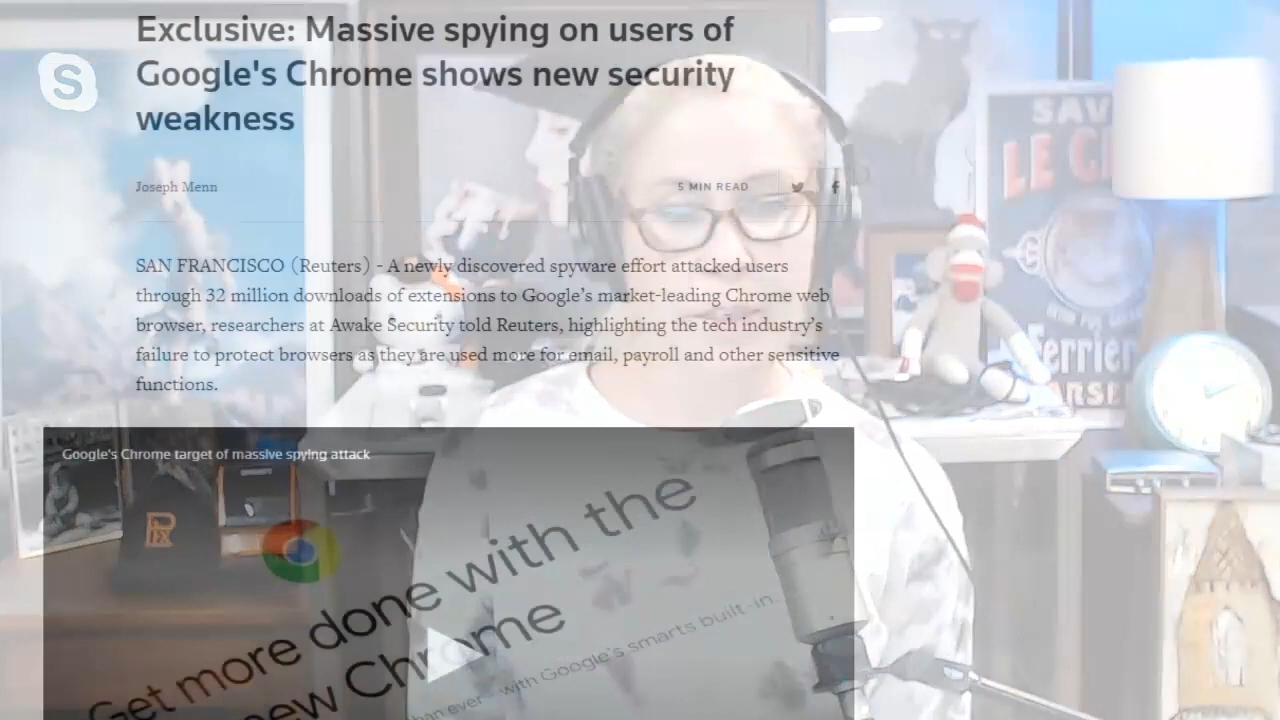 Exclusive: Massive spying on users of
Google's Chrome shows new security
weakness
S
Joseph Menn
5 MIN READ
SAN FRANCISCO (Reuters) - A newly discovered spyware effort attacked users
through 32 million downloads of extensions to Google’s market-leading Chrome web
browser, researchers at Awake Security told Reuters, highlighting the tech industry’s
failure to protect browsers as they are used more for email, payroll and other sensitive
functions.
SAV
LE
Ferrier
Google's Chrome target of massive spying attack
Get more done with the
new Chrome
than ever - with Google's smarts built-in.